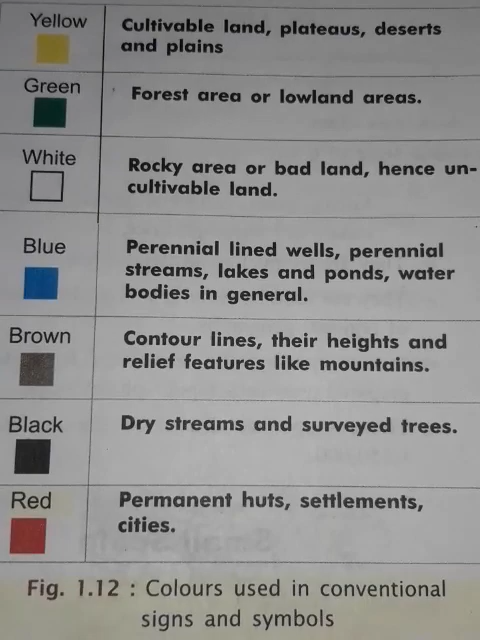 Yellow
Cultivable land, plateaus, deserts
and plains
Green
Forest area or lowland areas.
White
Rocky area or bad land, hence un-
cultivable land.
Blue
Perennial lined wells, perennial
streams, lakes and ponds, water
bodies in general.
Brown
Contour lines, their heights and
relief features like mountains.
Black
Dry streams and surveyed trees.
Red
Permanent huts, settlements,
cities.
Fig. 1.12 : Colours used in conventional
signs and symbols